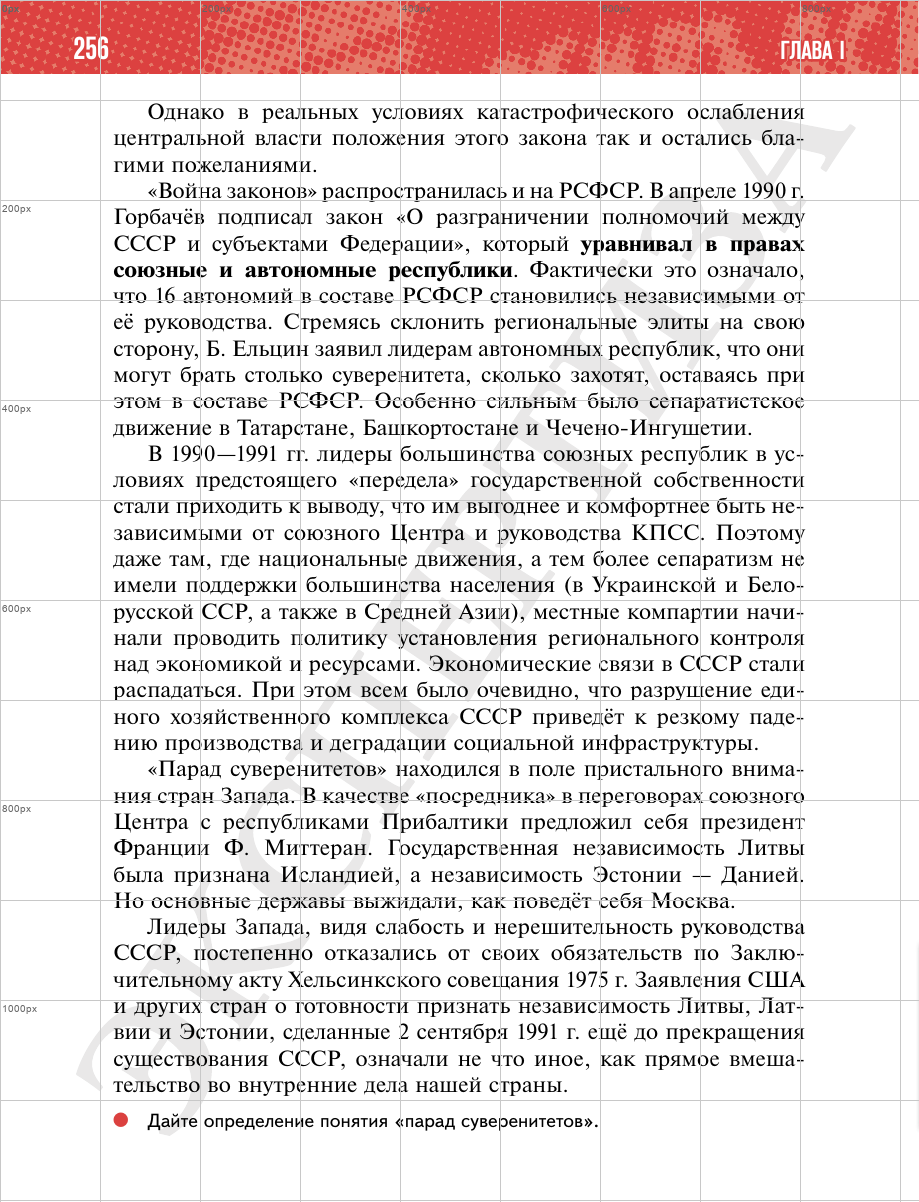 256
ГЛАВА I
Однако в реальных условиях катастрофического ослабления
центральной власти положения этого закона так и остались бла-
гими пожеланиями.
«Война законов» распространилась и на РСФСР. В апреле 1990 г.
Горбачёв подписал закон «О разграничении полномочий между
СССР и субъектами Федерации», который уравнивал в правах
союзные и автономные республики. Фактически это означало,
что 16 автономий в составе РСФСР становились независимыми от
её руководства. Стремясь склонить региональные элиты на свою
сторону, Б. Ельцин заявил лидерам автономных республик, что они
могут брать столько суверенитета, сколько захотят, оставаясь при
этом в составе РСФСР. Особенно сильным было сепаратистское
движение в Татарстане, Башкортостане и Чечено-Ингушетии.
В 1990—1991 гг. лидеры большинства союзных республик в ус-
ловиях предстоящего «передела» государственной собственности
стали приходить к выводу, что им выгоднее и комфортнее быть не-
зависимыми от союзного Центра и руководства КПСС. Поэтому
даже там, где национальные движения, а тем более сепаратизм не
имели поддержки большинства населения (в Украинской и Бело-
русской ССР, а также в Средней Азии), местные компартии начи-
нали проводить политику установления регионального контроля
над экономикой и ресурсами. Экономические связи в СССР стали
распадаться. При этом всем было очевидно, что разрушение еди-
ного хозяйственного комплекса СССР приведёт к резкому паде-
нию производства и деградации социальной инфраструктуры.
«Парад суверенитетов» находился в поле пристального внима-
ния стран Запада. В качестве «посредника» в переговорах союзного
Центра с республиками Прибалтики предложил себя президент
Франции Ф. Миттеран. Государственная независимость Литвы
была признана Исландией, а независимость Эстонии — Данией.
Но основные державы выжидали, как поведёт себя Москва.
Лидеры Запада, видя слабость и нерешительность руководства
СССР, постепенно отказались от своих обязательств по Заклю-
чительному акту Хельсинкского совещания 1975 г. Заявления США
и других стран о готовности признать независимость Литвы, Лат-
вии и Эстонии, сделанные 2 сентября 1991 г. ещё до прекращения
существования СССР, означали не что иное, как прямое вмеша-
тельство во внутренние дела нашей страны.
Дайте определение понятия «парад суверенитетов».
ЭКСПЕРТИЗА
200px
400px
600px
800px
1000px